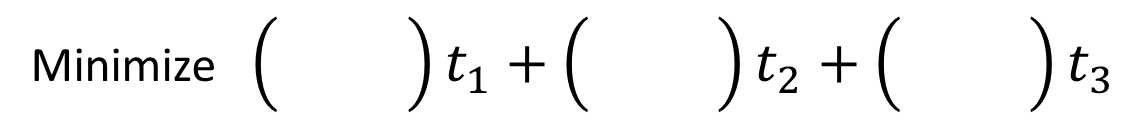 Minimize (      ) t₁ + (      ) t₂ + (      ) t₃